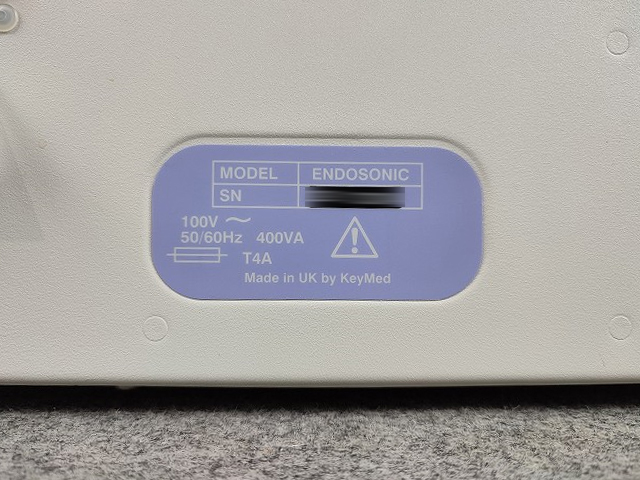 MODEL ENDOSONIC
SN
100V ~
50/60Hz 400VA
T4A
Made in UK by KeyMed